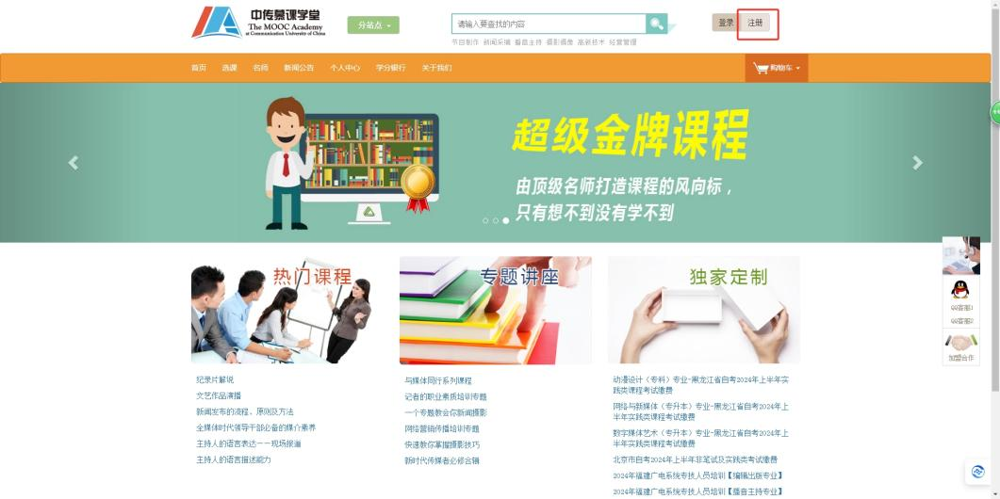 中传慕课学堂
The MOOC Academy
at Communication University of China
分站点
请输入要查找的内容
节目制作 新闻采编 播音主持 摄影摄像 高新技术 经营管理
登录
注册
首页 选课 名师 新闻公告 个人中心 学分银行 关于我们
购物车
超级金牌课程
由顶级名师打造课程的风向标，
只有想不到没有学不到
热门课程
纪录片解说
文艺作品演播
新闻发布的流程、原则及方法
全媒体时代领导干部必备的媒介素养
主持人的语言表达——现场报道
主持人的语言描述能力
专题讲座
与媒体同行系列课程
记者的职业素质培训专题
一个专题教会你新闻摄影
网络营销传播培训专题
快速教你掌握摄影技巧
新时代传媒者必修合辑
独家定制
动漫设计（专科）专业-黑龙江省自考2024年上半年实
践类课程考试缴费
网络与新媒体（专升本）专业-黑龙江省自考2024年上
半年实践类课程考试缴费
数字媒体艺术（专升本）专业-黑龙江省自考2024年上
半年实践类课程考试缴费
北京市自考2024年上半年非笔试及实践类考试缴费
2024年福建广电系统专技人员培训【编辑出版专业】
2024年福建广电系统专技人员培训【播音主持专业】
QQ客服1
QQ客服2
加盟合作